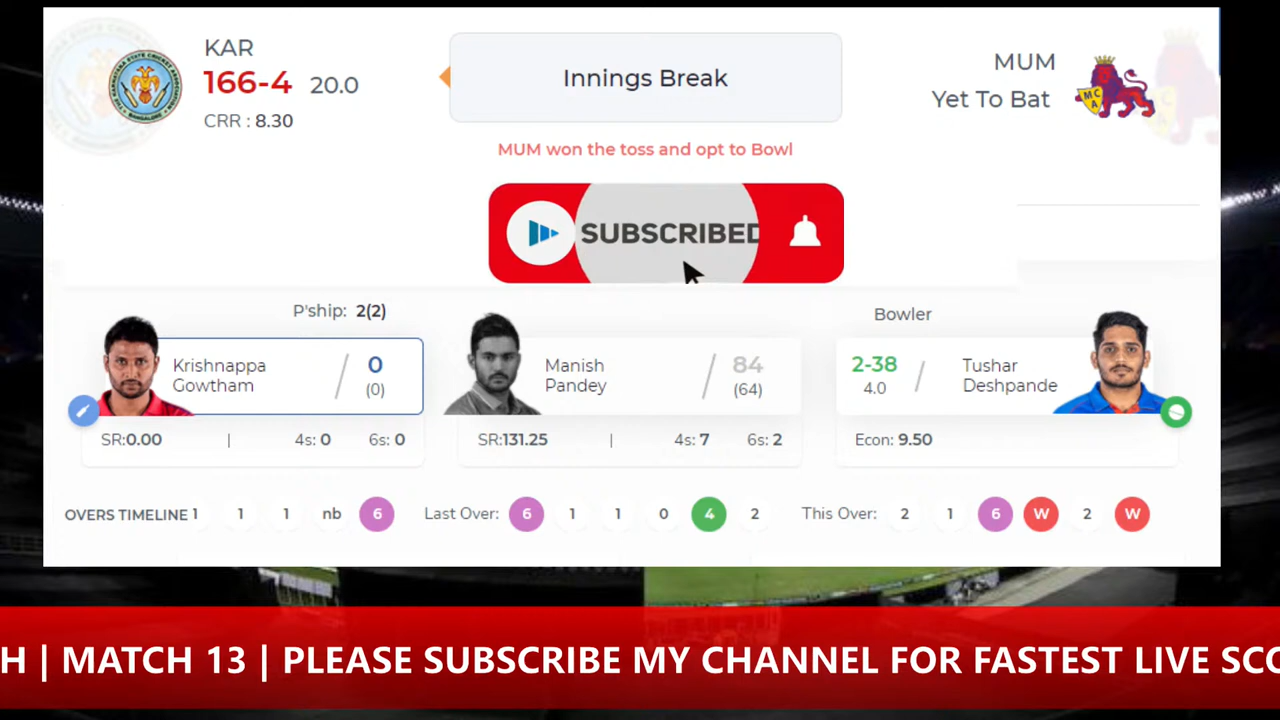 KAR
166-4 20.0
CRR : 8.30
Innings Break
MUM
Yet To Bat
MCA
MUM won the toss and opt to Bowl
SUBSCRIBED
P'ship: 2(2)
Bowler
Krishnappa
Gowtham
/ 0
(0)
Manish
Pandey
/ 84
(64)
2-38
4.0 /
Tushar
Deshpande
SR:0.00 | 4s: 0 6s: 0
SR:131.25 | 4s: 7 6s: 2
Econ: 9.50
OVERS TIMELINE 1 1 1 nb 6 Last Over: 6 1 1 0 4 2 This Over: 2 1 6 W 2 W
H | MATCH 13 | PLEASE SUBSCRIBE MY CHANNEL FOR FASTEST LIVE SCO